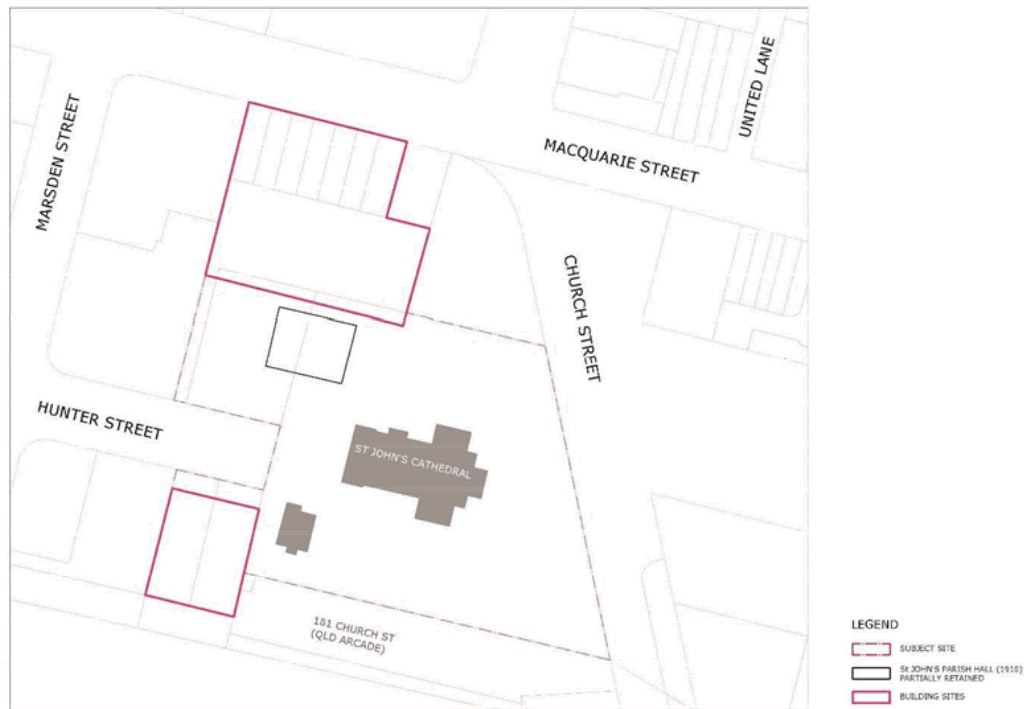 UNITED LANE
MACQUARIE STREET
MARSDEN STREET
CHURCH STREET
HUNTER STREET
ST JOHN'S CATHEDRAL
181 CHURCH ST
(QLD ARCADE)
LEGEND
SUBJECT SITE
St JOHN'S PARISH HALL (1910)
PARTIALLY RETAINED
BUILDING SITES